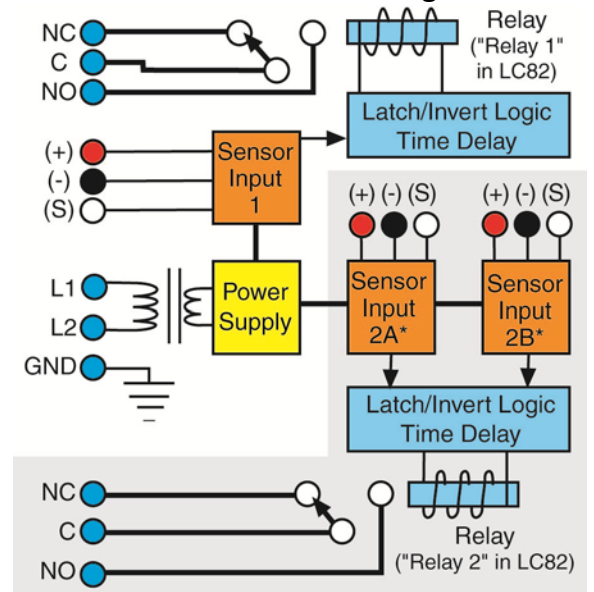 NC
C
NO
Relay
("Relay 1"
in LC82)
Latch/Invert Logic
Time Delay
(+)
(-)
(S)
Sensor
Input
1
(+) (-) (S)
(+) (-) (S)
L1
L2
GND
Power
Supply
Sensor
Input
2A*
Sensor
Input
2B*
Latch/Invert Logic
Time Delay
NC
C
NO
Relay
("Relay 2" in LC82)